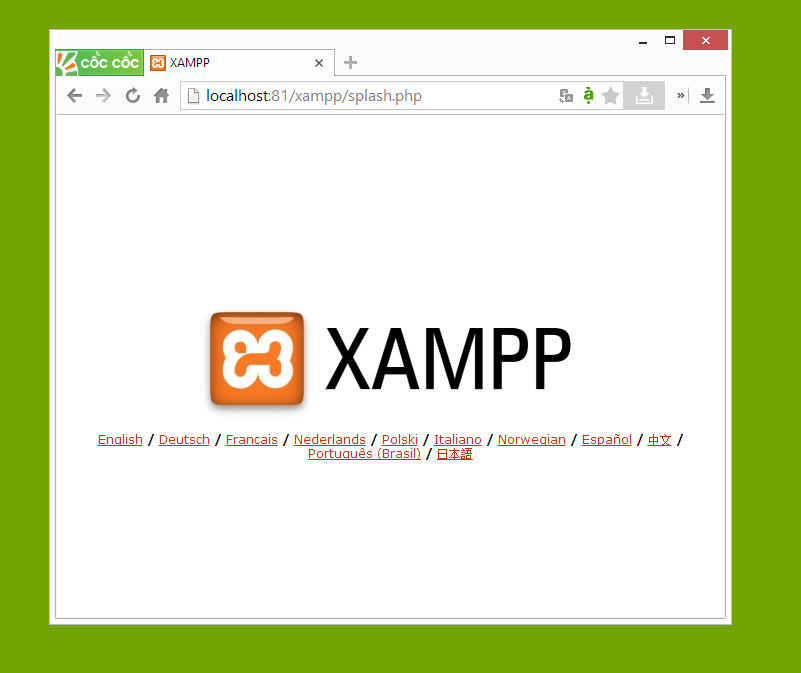 cốc cốc
XAMPP
localhost:81/xampp/splash.php
ạ̉
»
XAMPP
English / Deutsch / Francais / Nederlands / Polski / Italiano / Norwegian / Español / 中文 /
Português (Brasil) / 日本語